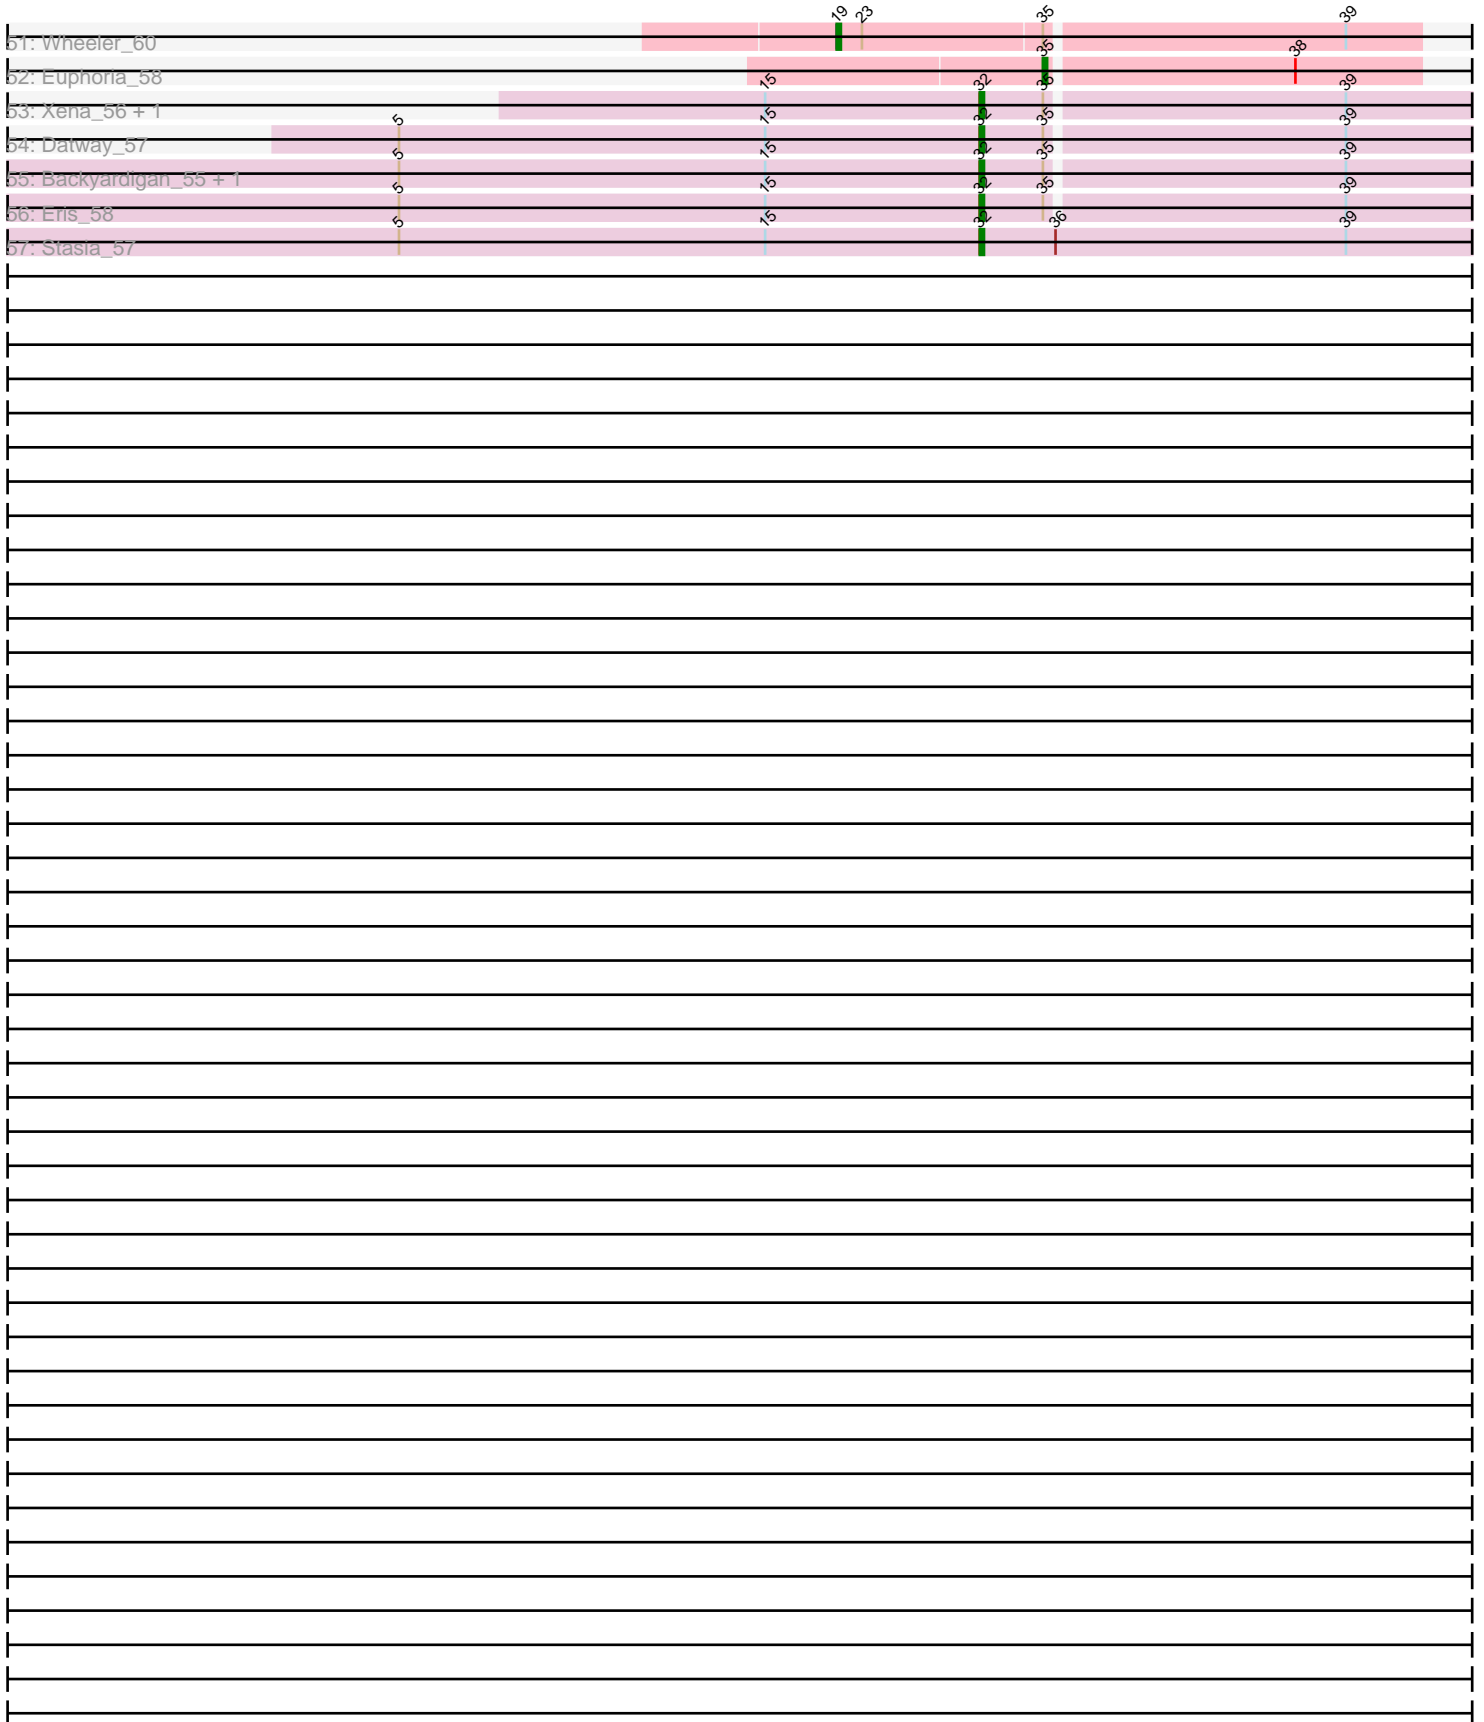 19 23 35 39
51: Wheeler_60
35 38
52: Euphoria_58
15 32 35 39
53: Xena_56 + 1
5 15 32 35 39
54: Datway_57
5 15 32 35 39
55: Backyardigan_55 + 1
5 15 32 35 39
56: Eris_58
5 15 32 36 39
57: Stasia_57